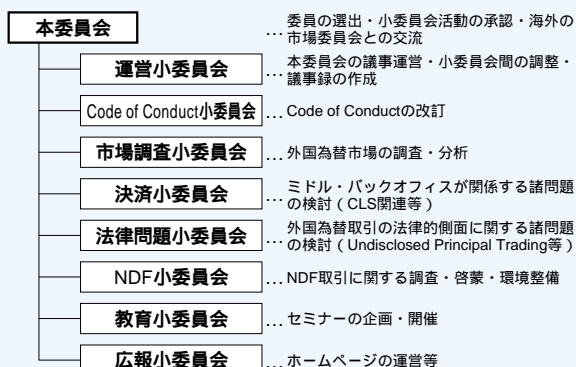 本委員会
…委員の選出・小委員会活動の承認・海外の
市場委員会との交流
運営小委員会
…本委員会の議事運営・小委員会間の調整・
議事録の作成
Code of Conduct小委員会
…Code of Conductの改訂
市場調査小委員会
…外国為替市場の調査・分析
決済小委員会
…ミドル・バックオフィスが関係する諸問題
の検討（CLS関連等）
法律問題小委員会
…外国為替取引の法律的側面に関する諸問題
の検討（Undisclosed Principal Trading等）
NDF小委員会
…NDF取引に関する調査・啓蒙・環境整備
教育小委員会
…セミナーの企画・開催
広報小委員会
…ホームページの運営等